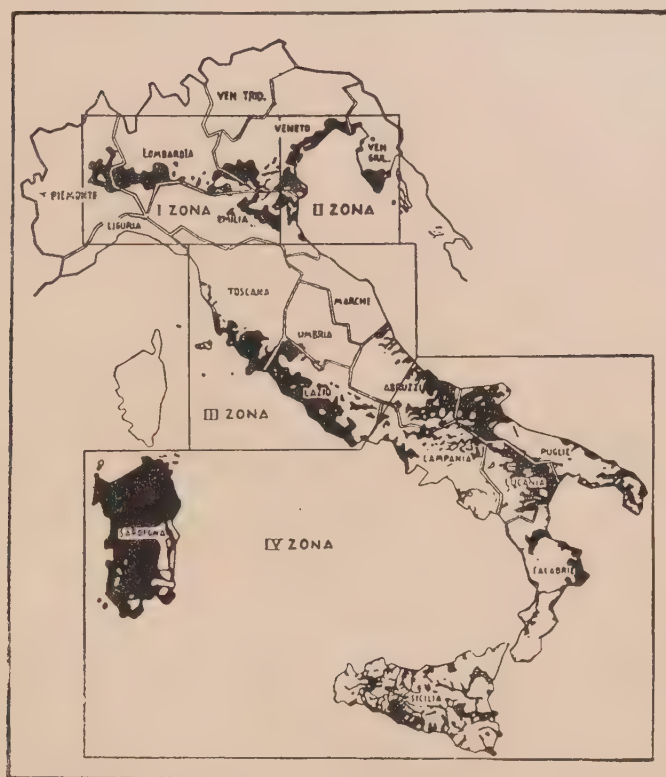 VEN TRID.
VENETO
VEN GIUL.
LOMBARDIA
PIEMONTE
I ZONA
EMILIA
II ZONA
LIGURIA
TOSCANA
MARCHE
UMBRIA
III ZONA
LAZIO
ABRUZZI
CAMPANIA
PUGLIE
LUCANIA
SARDEGNA
IV ZONA
CALABRIE
SICILIA